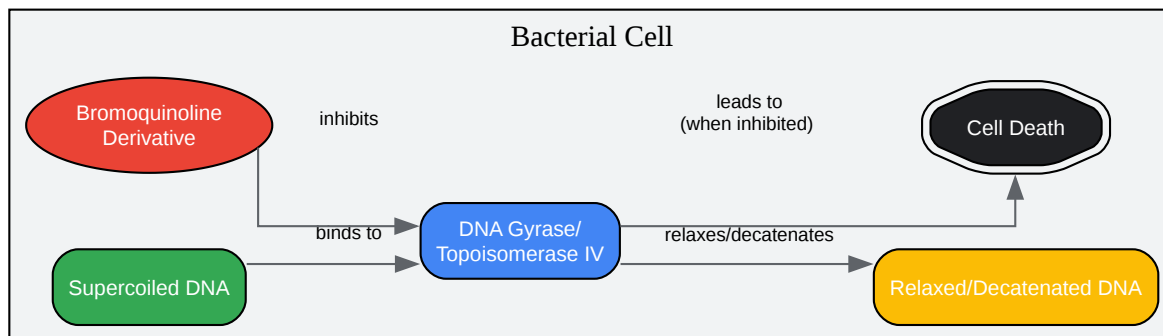 Bacterial Cell
Bromoquinoline
Derivative
inhibits
leads to
(when inhibited)
Cell Death
binds to
DNA Gyrase/
Topoisomerase IV
relaxes/decatenates
Supercoiled DNA
Relaxed/Decatenated DNA